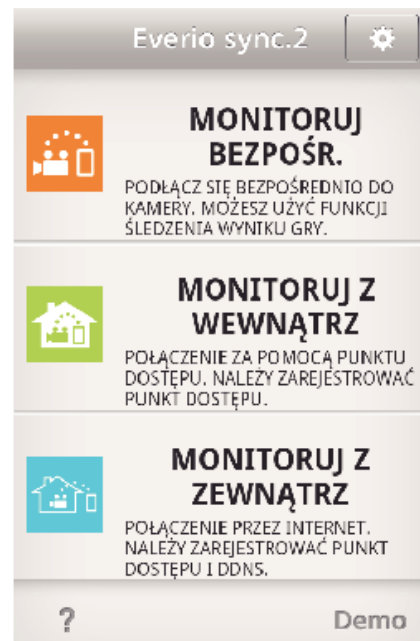 Everio sync.2
MONITORUJ
BEZPOŚR.
PODŁĄCZ SIĘ BEZPOŚREDNIO DO
KAMERY. MOŻESZ UŻYĆ FUNKCJI
ŚLEDZENIA WYNIKU GRY.
MONITORUJ Z
WEWNĄTRZ
POŁĄCZENIE ZA POMOCĄ PUNKTU
DOSTĘPU. NALEŻY ZAREJESTROWAĆ
PUNKT DOSTĘPU.
MONITORUJ Z
ZEWNĄTRZ
POŁĄCZENIE PRZEZ INTERNET.
NALEŻY ZAREJESTROWAĆ PUNKT
DOSTĘPU I DDNS.
? Demo